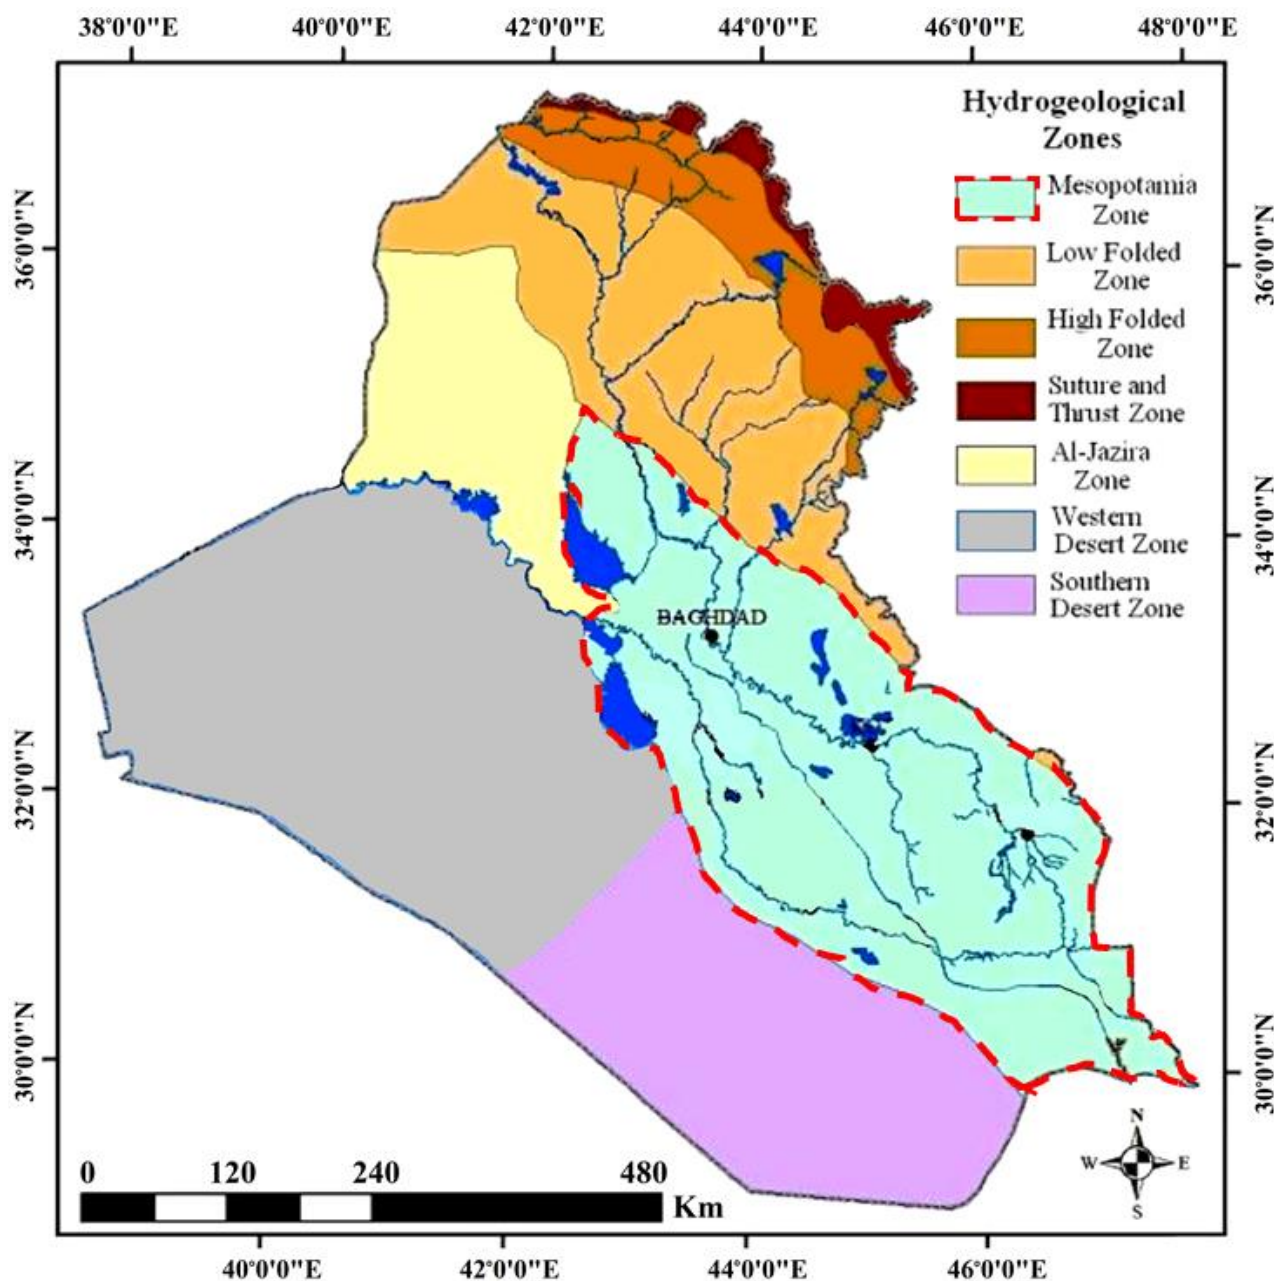 38°0'0"E
40°0'0"E
42°0'0"E
44°0'0"E
46°0'0"E
48°0'0"E
Hydrogeological
Zones
Mesopotamia
Zone
Low Folded
Zone
High Folded
Zone
Suture and
Thrust Zone
Al-Jazira
Zone
Western
Desert Zone
Southern
Desert Zone
36°0'0"N
34°0'0"N
32°0'0"N
30°0'0"N
36°0'0"N
34°0'0"N
32°0'0"N
30°0'0"N
BAGHDAD
N
W
E
S
0
120
240
480
Km
40°0'0"E
42°0'0"E
44°0'0"E
46°0'0"E